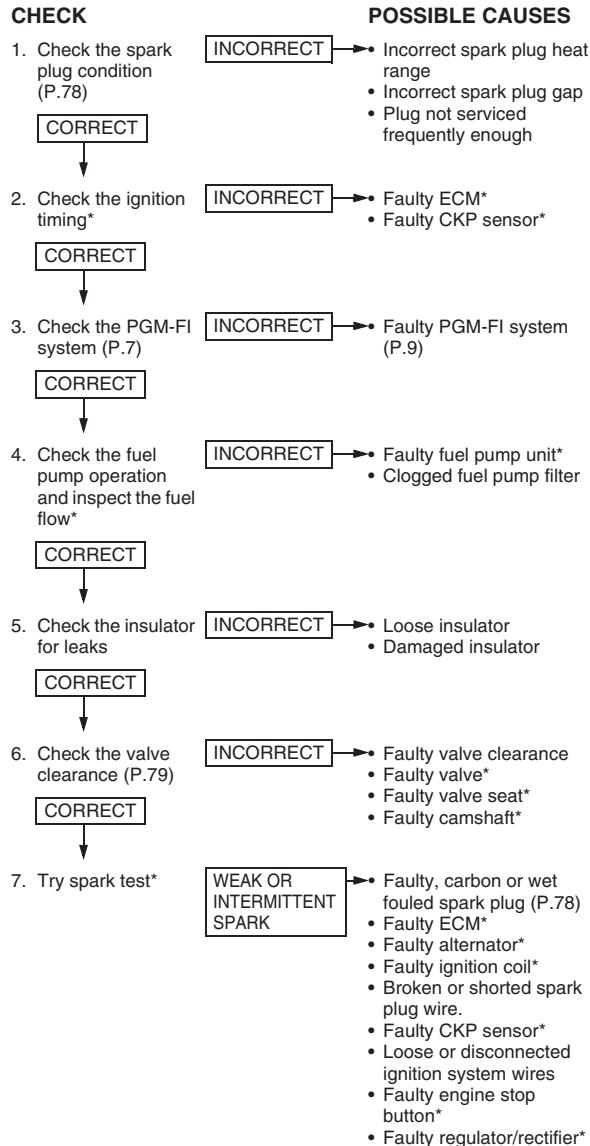 CHECK
POSSIBLE CAUSES
1. Check the spark
plug condition
(P.78)
INCORRECT
• Incorrect spark plug heat
range
• Incorrect spark plug gap
• Plug not serviced
frequently enough
CORRECT
2. Check the ignition
timing*
INCORRECT
• Faulty ECM*
• Faulty CKP sensor*
CORRECT
3. Check the PGM-FI
system (P.7)
INCORRECT
• Faulty PGM-FI system
(P.9)
CORRECT
4. Check the fuel
pump operation
and inspect the fuel
flow*
INCORRECT
• Faulty fuel pump unit*
• Clogged fuel pump filter
CORRECT
5. Check the insulator
for leaks
INCORRECT
• Loose insulator
• Damaged insulator
CORRECT
6. Check the valve
clearance (P.79)
INCORRECT
• Faulty valve clearance
• Faulty valve*
• Faulty valve seat*
• Faulty camshaft*
CORRECT
7. Try spark test*
WEAK OR
INTERMITTENT
SPARK
• Faulty, carbon or wet
fouled spark plug (P.78)
• Faulty ECM*
• Faulty alternator*
• Faulty ignition coil*
• Broken or shorted spark
plug wire.
• Faulty CKP sensor*
• Loose or disconnected
ignition system wires
• Faulty engine stop
button*
• Faulty regulator/rectifier*